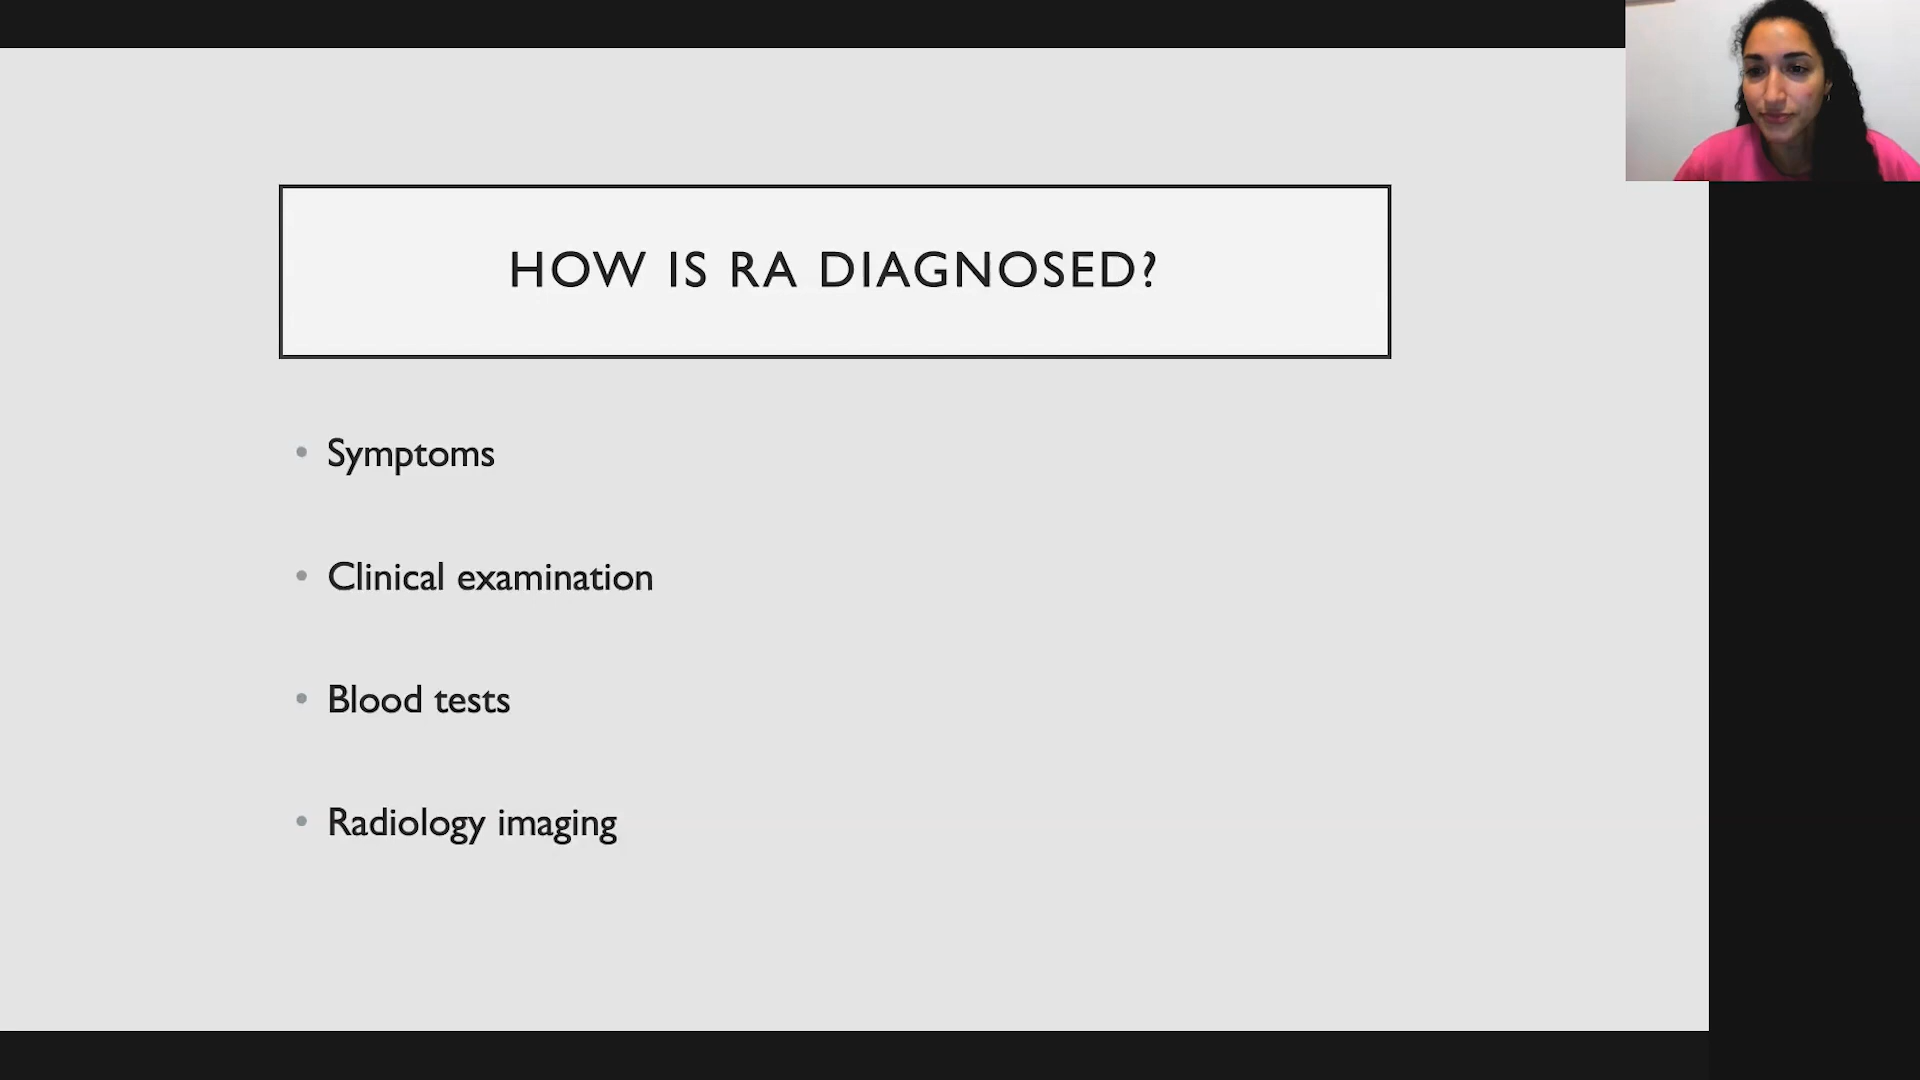 HOW IS RA DIAGNOSED?
• Symptoms
• Clinical examination
• Blood tests
• Radiology imaging